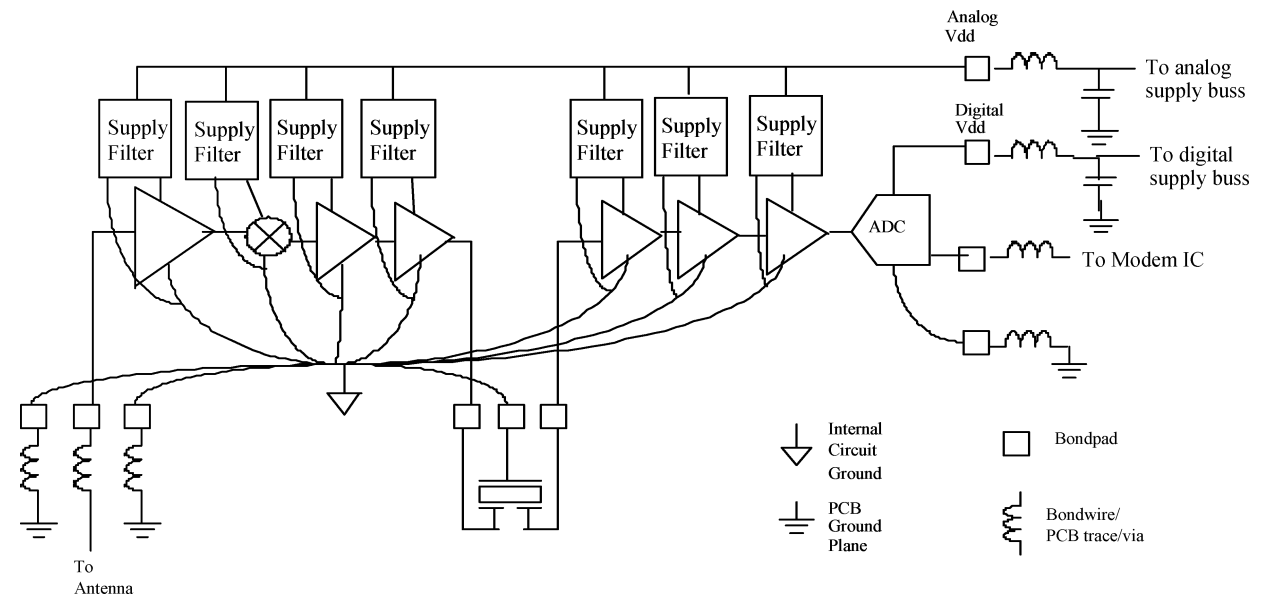 Analog
Vdd
To analog
supply buss
Supply
Filter
Supply
Filter
Supply
Filter
Supply
Filter
Supply
Filter
Supply
Filter
Supply
Filter
Digital
Vdd
To digital
supply buss
ADC
To Modem IC
Internal
Circuit
Ground
Bondpad
PCB
Ground
Plane
Bondwire/
PCB trace/via
To
Antenna